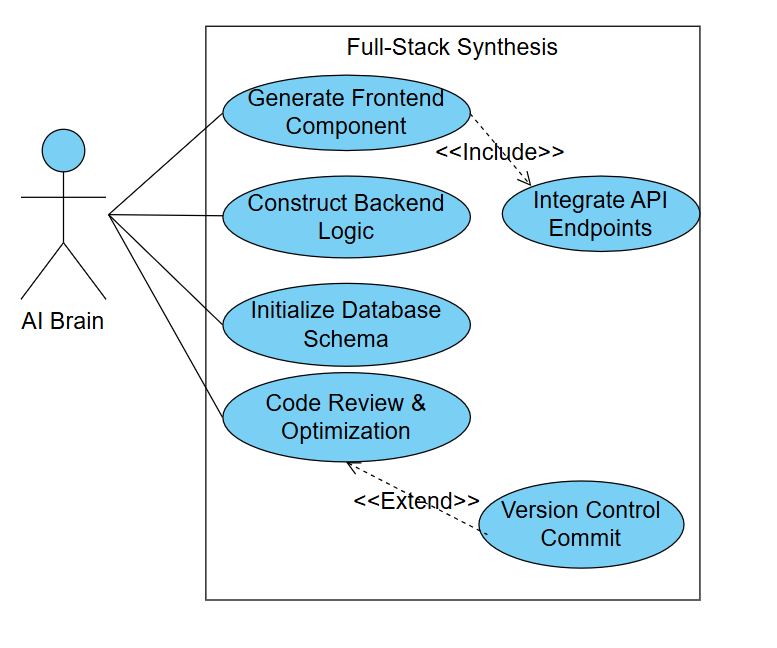 Full-Stack Synthesis
Generate Frontend
Component
<<Include>>
Integrate API
Endpoints
Construct Backend
Logic
AI Brain
Initialize Database
Schema
Code Review &
Optimization
<<Extend>>
Version Control
Commit